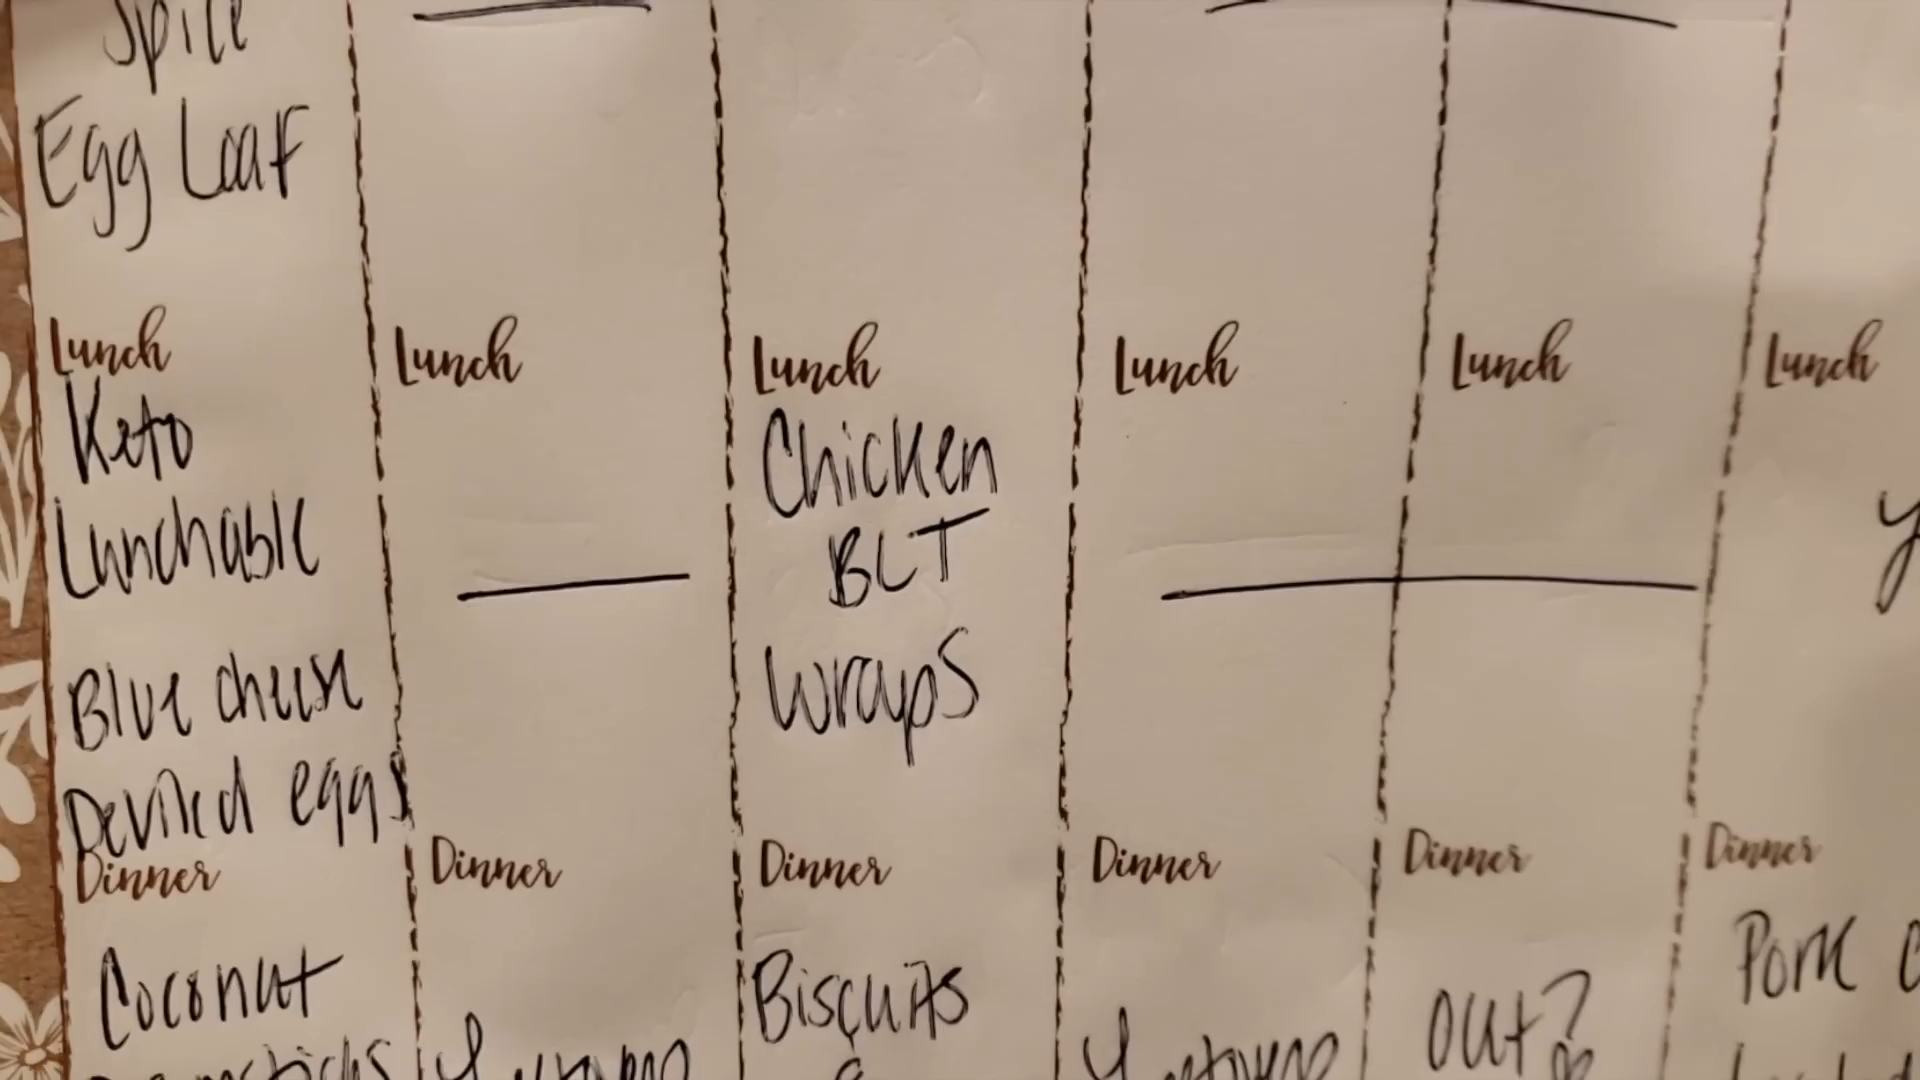 Spice
Egg Loaf
Lunch Lunch Lunch Lunch Lunch Lunch
Keto
Lunchable
Blue cheese
Deviled eggs
Chicken
BLT
Wraps
Dinner Dinner Dinner Dinner Dinner Dinner
Coconut
Biscuits
out?
Pork